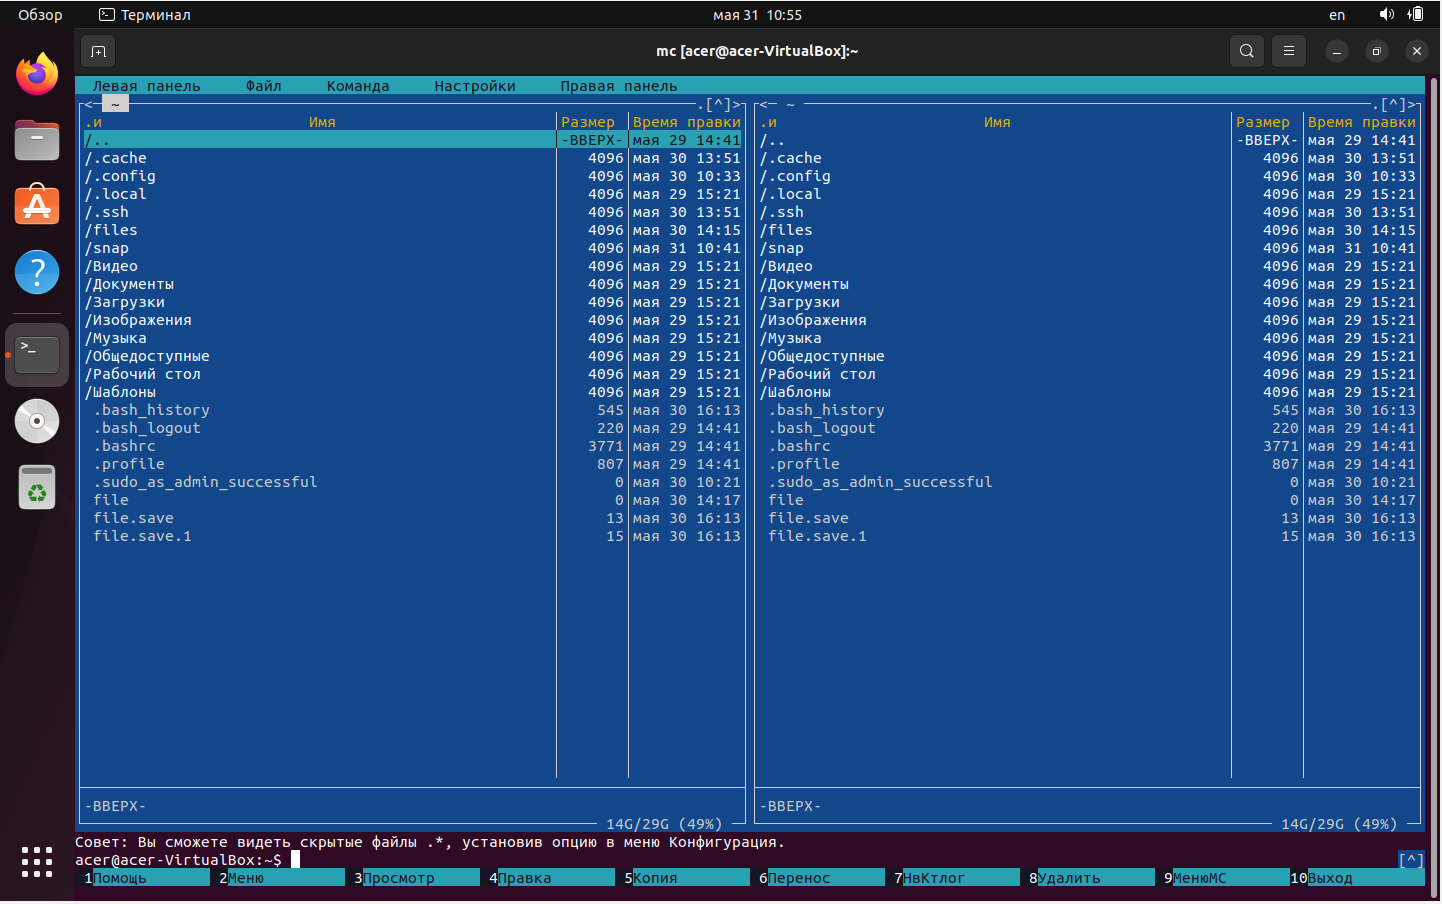 Обзор Терминал мая 31 10:55 en
mc [acer@acer-VirtualBox]:~
Левая панель Файл Команда Настройки Правая панель
<- ~ .[^]> <- ~ .[^]>
.и Имя Размер Время правки .и Имя Размер Время правки
/.. -ВВЕРХ- мая 29 14:41 /.. -ВВЕРХ- мая 29 14:41
/.cache 4096 мая 30 13:51 /.cache 4096 мая 30 13:51
/.config 4096 мая 30 10:33 /.config 4096 мая 30 10:33
/.local 4096 мая 29 15:21 /.local 4096 мая 29 15:21
/.ssh 4096 мая 30 13:51 /.ssh 4096 мая 30 13:51
/files 4096 мая 30 14:15 /files 4096 мая 30 14:15
/snap 4096 мая 31 10:41 /snap 4096 мая 31 10:41
/Видео 4096 мая 29 15:21 /Видео 4096 мая 29 15:21
/Документы 4096 мая 29 15:21 /Документы 4096 мая 29 15:21
/Загрузки 4096 мая 29 15:21 /Загрузки 4096 мая 29 15:21
/Изображения 4096 мая 29 15:21 /Изображения 4096 мая 29 15:21
/Музыка 4096 мая 29 15:21 /Музыка 4096 мая 29 15:21
/Общедоступные 4096 мая 29 15:21 /Общедоступные 4096 мая 29 15:21
/Рабочий стол 4096 мая 29 15:21 /Рабочий стол 4096 мая 29 15:21
/Шаблоны 4096 мая 29 15:21 /Шаблоны 4096 мая 29 15:21
.bash_history 545 мая 30 16:13 .bash_history 545 мая 30 16:13
.bash_logout 220 мая 29 14:41 .bash_logout 220 мая 29 14:41
.bashrc 3771 мая 29 14:41 .bashrc 3771 мая 29 14:41
.profile 807 мая 29 14:41 .profile 807 мая 29 14:41
.sudo_as_admin_successful 0 мая 30 10:21 .sudo_as_admin_successful 0 мая 30 10:21
file 0 мая 30 14:17 file 0 мая 30 14:17
file.save 13 мая 30 16:13 file.save 13 мая 30 16:13
file.save.1 15 мая 30 16:13 file.save.1 15 мая 30 16:13
-ВВЕРХ- -ВВЕРХ-
14G/29G (49%) 14G/29G (49%)
Совет: Вы сможете видеть скрытые файлы .*, установив опцию в меню Конфигурация.
acer@acer-VirtualBox:~$ [^]
1Помощь 2Меню 3Просмотр 4Правка 5Копия 6Перенос 7НвКтлог 8Удалить 9МенюМС 10Выход